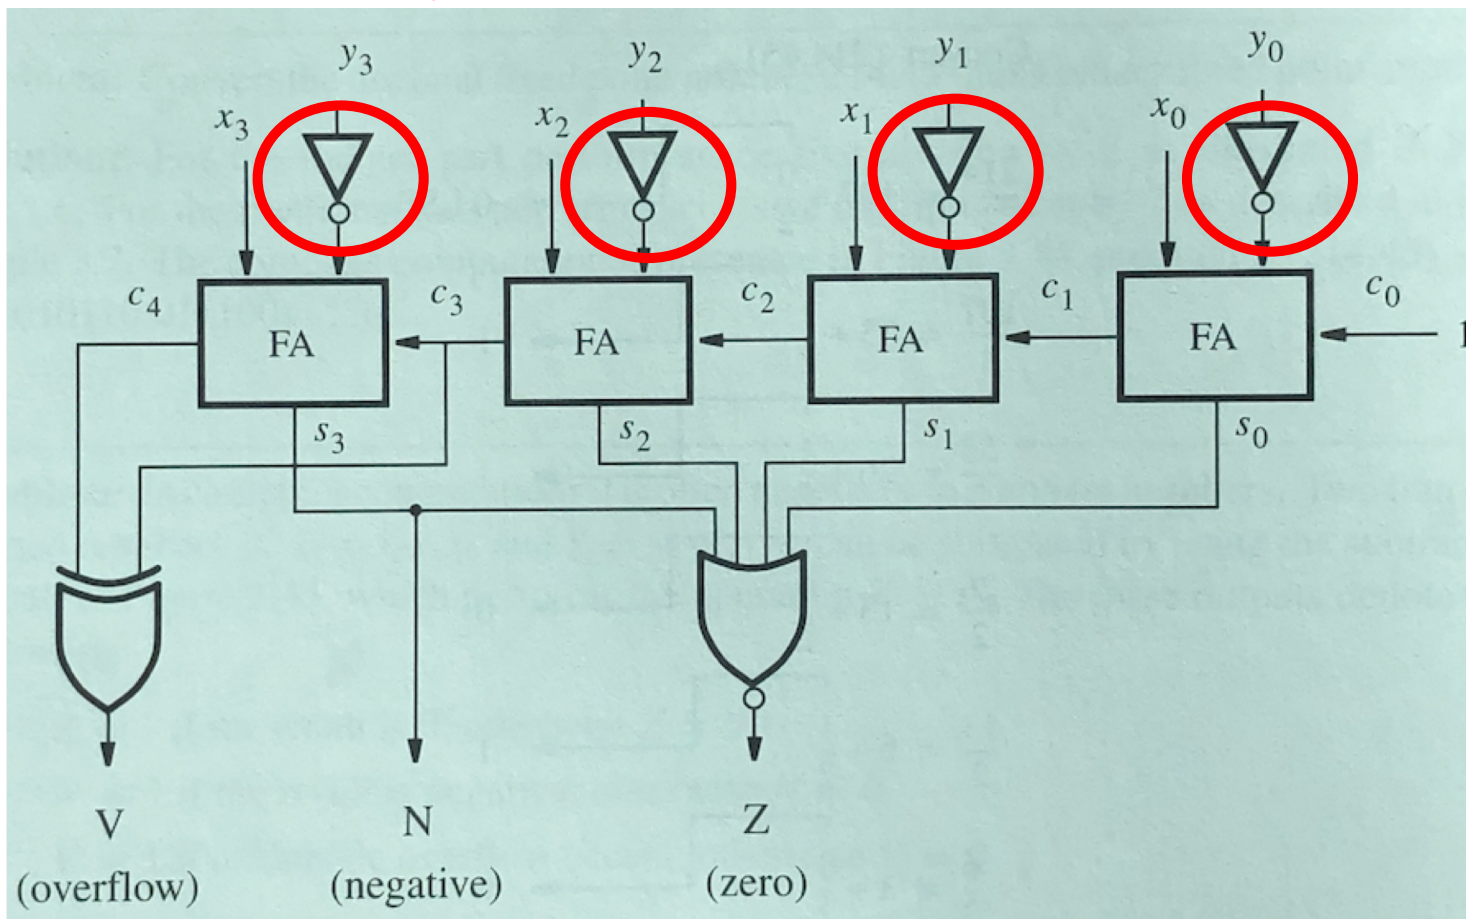 y₃ y₂ y₁ y₀
x₃ x₂ x₁ x₀
c₄ c₃ c₂ c₁ c₀
FA FA FA FA 1
s₃ s₂ s₁ s₀
V N Z
(overflow) (negative) (zero)